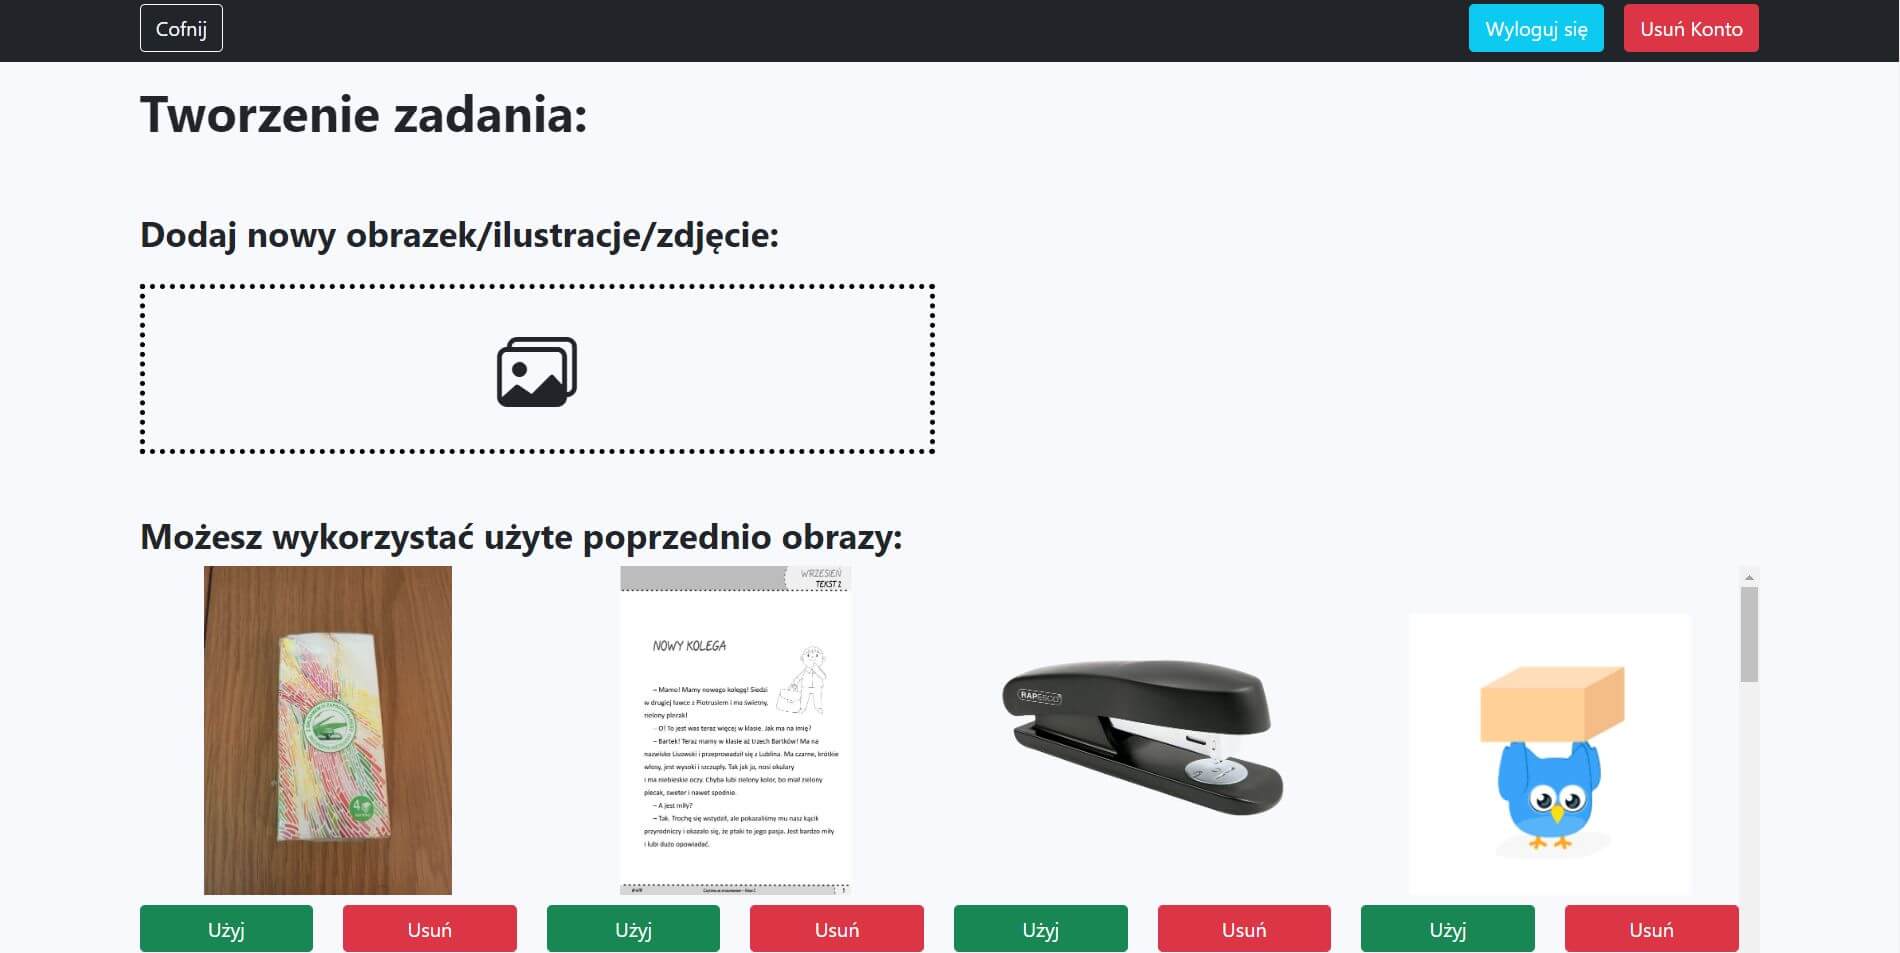 Cofnij
Wyloguj się
Usuń Konto
Tworzenie zadania:
Dodaj nowy obrazek/ilustracje/zdjęcie:
Możesz wykorzystać użyte poprzednio obrazy:
4
WRZESIEŃ
TEKST 2
NOWY KOLEGA
– Mamo! Mamy nowego kolegę! Siedzi
w drugiej ławce z Piotrusiem i ma świetny,
zielony plecak!
– O! To jest was teraz więcej w klasie. Jak ma na imię?
– Bartek! Teraz mamy w klasie aż trzech Bartków! Ma na
nazwisko Lisowski i przeprowadził się z Lublina. Ma czarne, krótkie
włosy, jest wysoki i szczupły. Tak jak ja, nosi okulary
i ma niebieskie oczy. Chyba lubi zielony kolor, bo miał zielony
plecak, sweter i nawet spodnie.
– A jest miły?
– Tak. Trochę się wstydził, ale pokazaliśmy mu nasz kącik
przyrodniczy i okazało się, że ptaki to jego pasja. Jest bardzo miły
i lubi dużo opowiadać.
RAPESCO
Użyj
Usuń
Użyj
Usuń
Użyj
Usuń
Użyj
Usuń